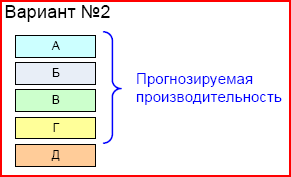 Вариант №2
А
Б
В
Г
Д
Прогнозируемая
производительность